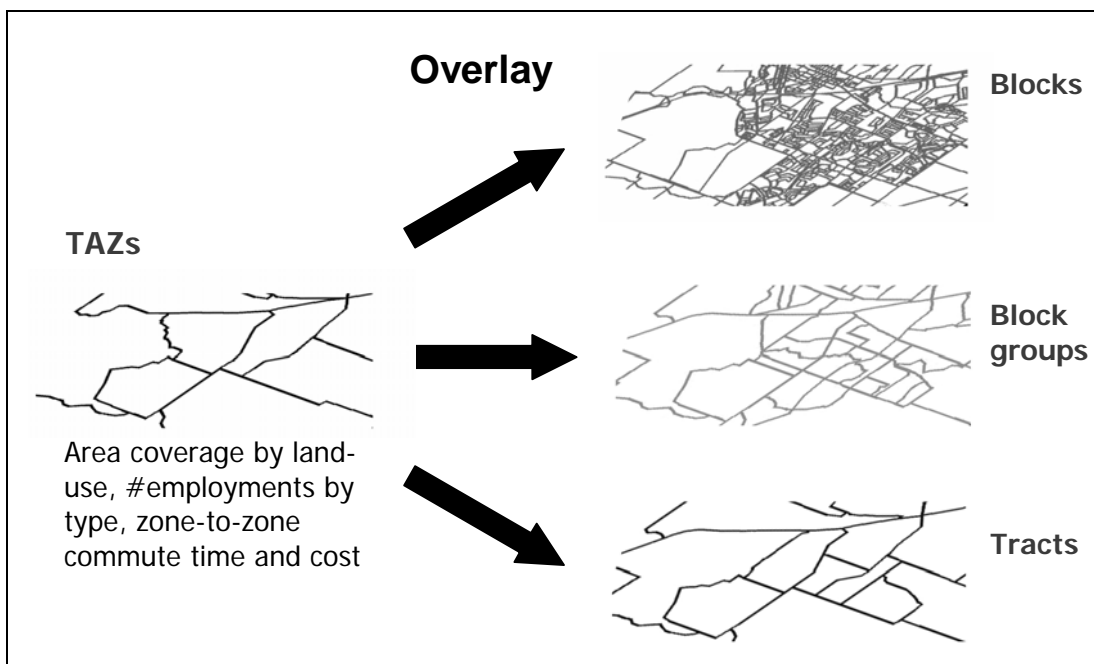 Overlay
Blocks
TAZs
Block
groups
Area coverage by land-
use, #employments by
type, zone-to-zone
commute time and cost
Tracts